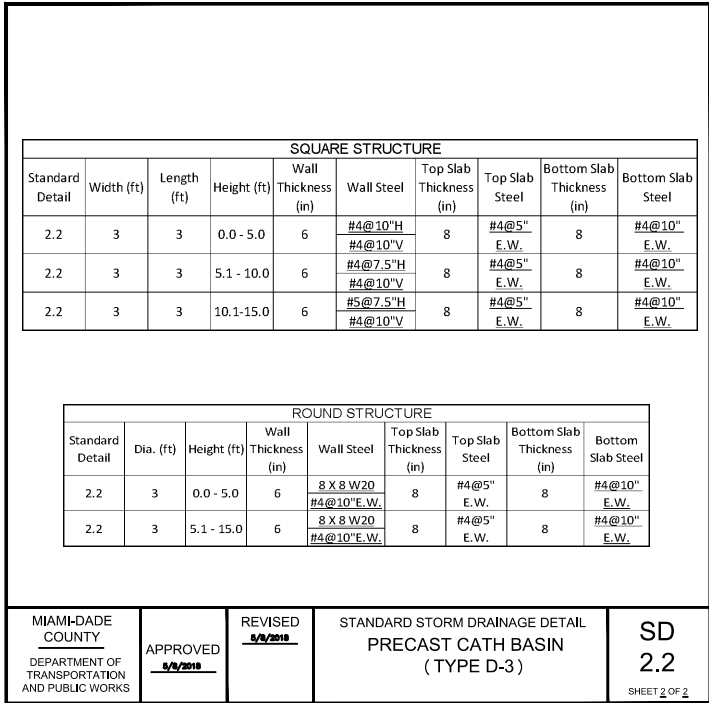 SQUARE STRUCTURE
Standard Detail Width (ft) Length (ft) Height (ft) Wall Thickness (in) Wall Steel Top Slab Thickness (in) Top Slab Steel Bottom Slab Thickness (in) Bottom Slab Steel
2.2 3 3 0.0 - 5.0 6 #4@10"H #4@10"V 8 #4@5" E.W. 8 #4@10" E.W.
2.2 3 3 5.1 - 10.0 6 #4@7.5"H #4@10"V 8 #4@5" E.W. 8 #4@10" E.W.
2.2 3 3 10.1-15.0 6 #5@7.5"H #4@10"V 8 #4@5" E.W. 8 #4@10" E.W.
ROUND STRUCTURE
Standard Detail Dia. (ft) Height (ft) Wall Thickness (in) Wall Steel Top Slab Thickness (in) Top Slab Steel Bottom Slab Thickness (in) Bottom Slab Steel
2.2 3 0.0 - 5.0 6 8 X 8 W20 #4@10"E.W. 8 #4@5" E.W. 8 #4@10" E.W.
2.2 3 5.1 - 15.0 6 8 X 8 W20 #4@10"E.W. 8 #4@5" E.W. 8 #4@10" E.W.
MIAMI-DADE
COUNTY
DEPARTMENT OF
TRANSPORTATION
AND PUBLIC WORKS
APPROVED
5/8/2018
REVISED
5/8/2018
STANDARD STORM DRAINAGE DETAIL
PRECAST CATH BASIN
( TYPE D-3 )
SD
2.2
SHEET 2 OF 2